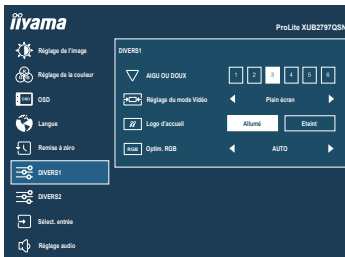 iiyama
ProLite XUB2797QSN
Réglage de l'image
Réglage de la couleur
OSD
OSD
Langue
Remise à zéro
DIVERS1
DIVERS2
Sélect. entrée
Réglage audio
DIVERS1
AIGU OU DOUX
1 2 3 4 5 6
Réglage du mode Vidéo
Plein écran
Logo d'accueil
Allumé
Eteint
RGB
Optim. RGB
AUTO